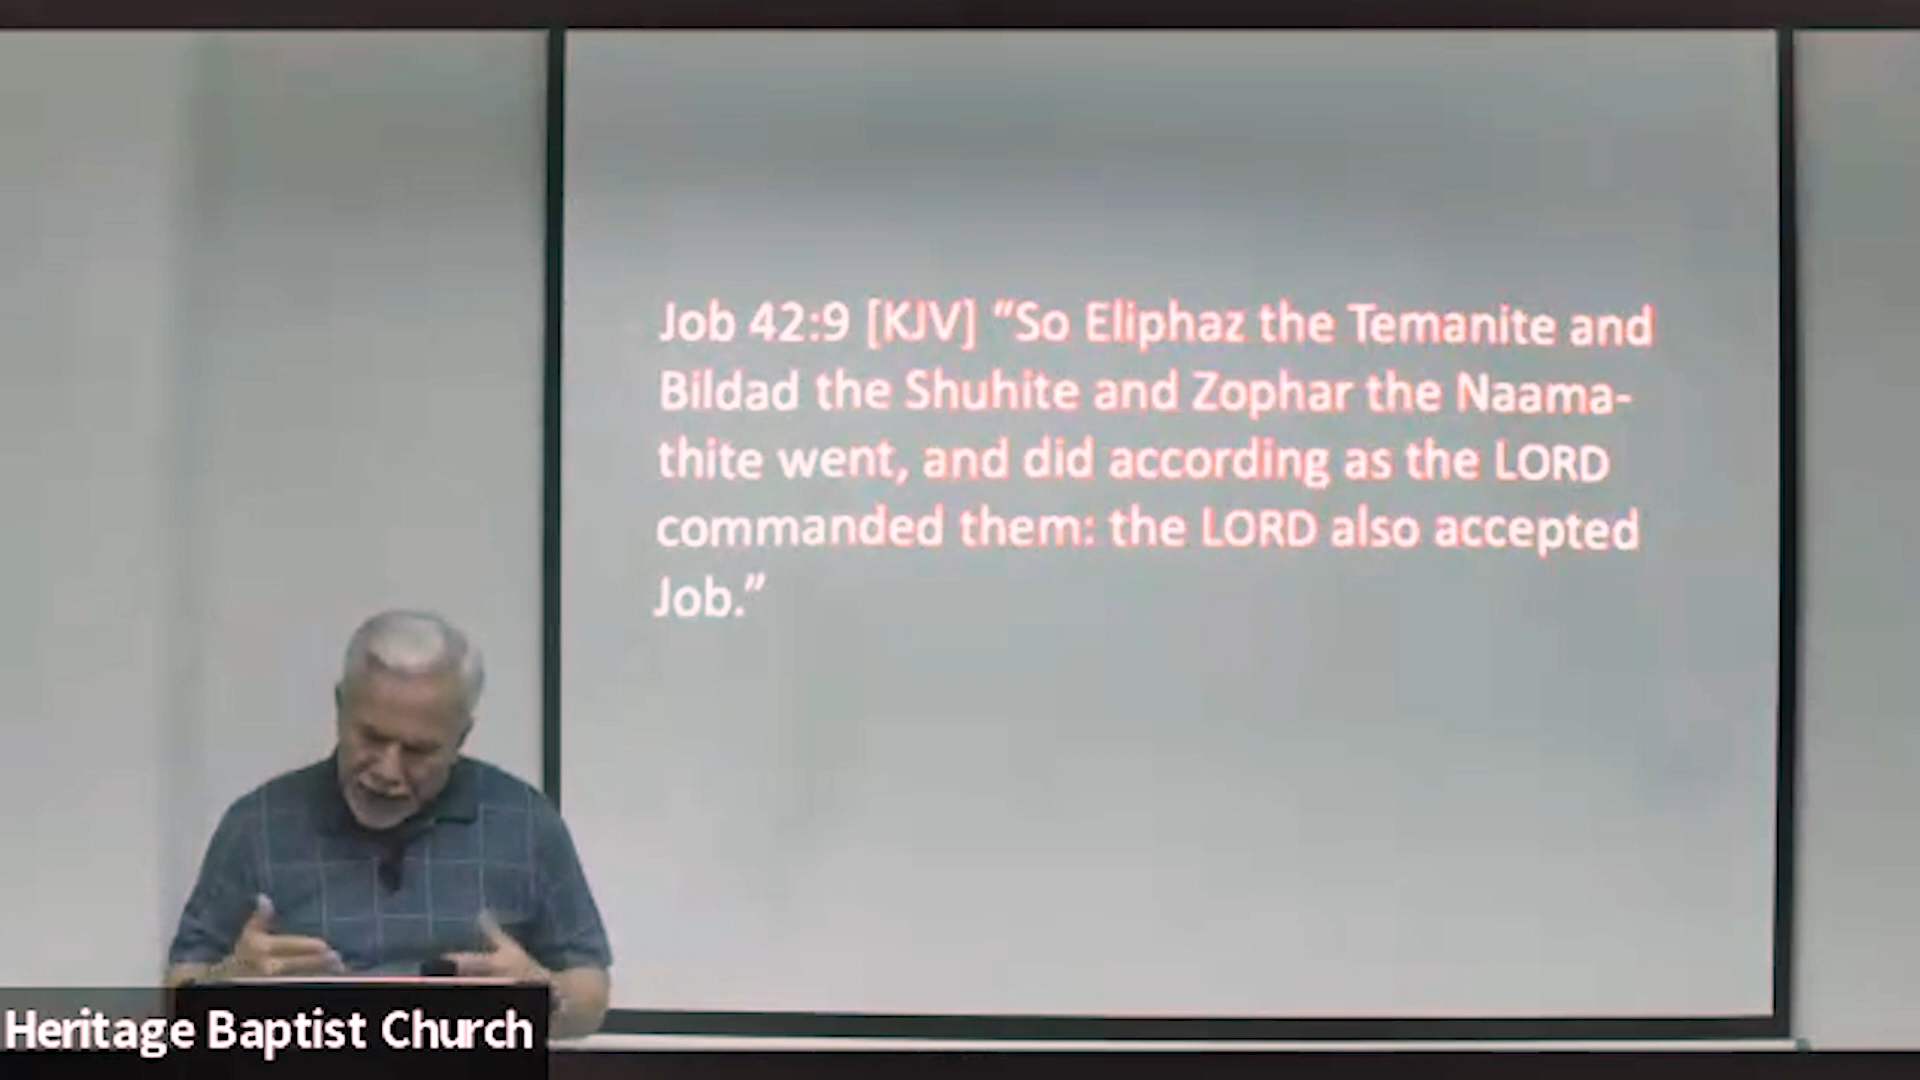 Job 42:9 [KJV] “So Eliphaz the Temanite and
Bildad the Shuhite and Zophar the Naama-
thite went, and did according as the LORD
commanded them: the LORD also accepted
Job.”
Heritage Baptist Church